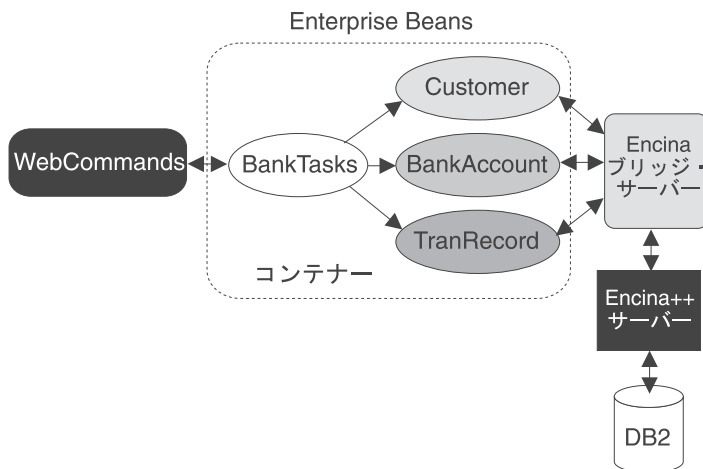 Enterprise Beans
WebCommands
BankTasks
Customer
BankAccount
TranRecord
コンテナー
Encina
ブリッジ・
サーバー
Encina++
サーバー
DB2